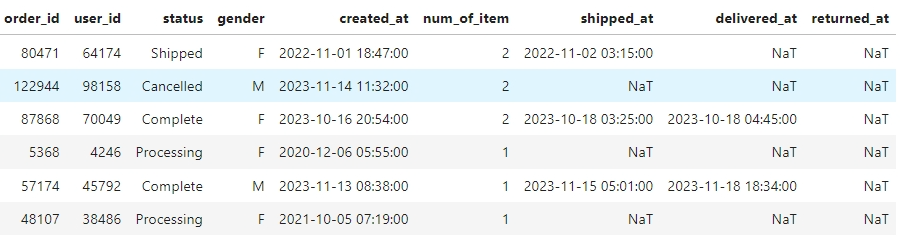 order_id user_id status gender created_at num_of_item shipped_at delivered_at returned_at
80471 64174 Shipped F 2022-11-01 18:47:00 2 2022-11-02 03:15:00 NaT NaT
122944 98158 Cancelled M 2023-11-14 11:32:00 2 NaT NaT NaT
87868 70049 Complete F 2023-10-16 20:54:00 2 2023-10-18 03:25:00 2023-10-18 04:45:00 NaT
5368 4246 Processing F 2020-12-06 05:55:00 1 NaT NaT NaT
57174 45792 Complete M 2023-11-13 08:38:00 1 2023-11-15 05:01:00 2023-11-18 18:34:00 NaT
48107 38486 Processing F 2021-10-05 07:19:00 1 NaT NaT NaT